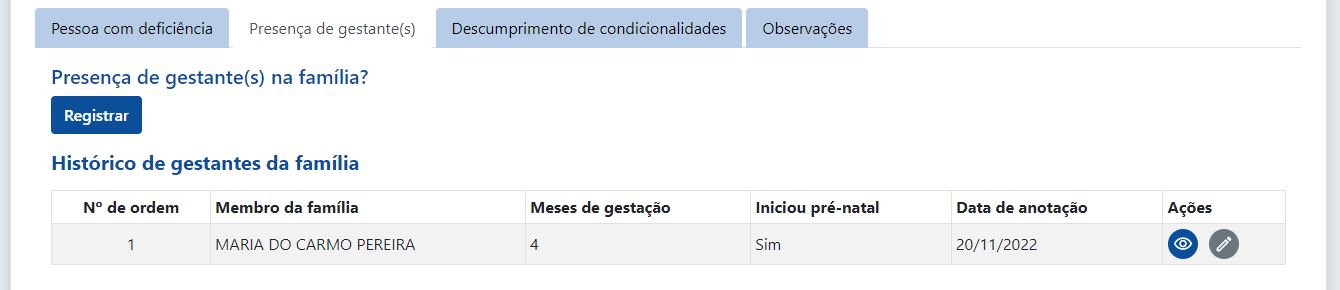 Pessoa com deficiência Presença de gestante(s) Descumprimento de condicionalidades Observações
Presença de gestante(s) na família?
Registrar
Histórico de gestantes da família
Nº de ordem Membro da família Meses de gestação Iniciou pré-natal Data de anotação Ações
1 MARIA DO CARMO PEREIRA 4 Sim 20/11/2022